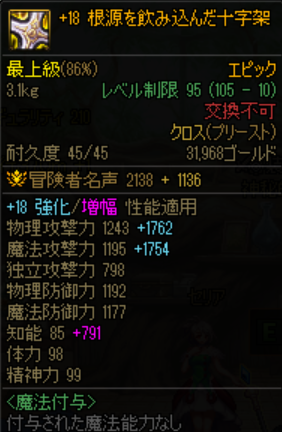 +18 根源を飲み込んだ十字架
最上級(86%) エピック
3.1kg レベル制限 95 (105 - 10)
交換不可
クロス(プリースト)
耐久度 45/45 31,968ゴールド
冒険者名声 2138 + 1136
+18 強化/増幅 性能適用
物理攻撃力 1243 +1762
魔法攻撃力 1195 +1754
独立攻撃力 798
物理防御力 1192
魔法防御力 1177
知能 85 +791
体力 98
精神力 99
<魔法付与>
付与された魔法能力なし